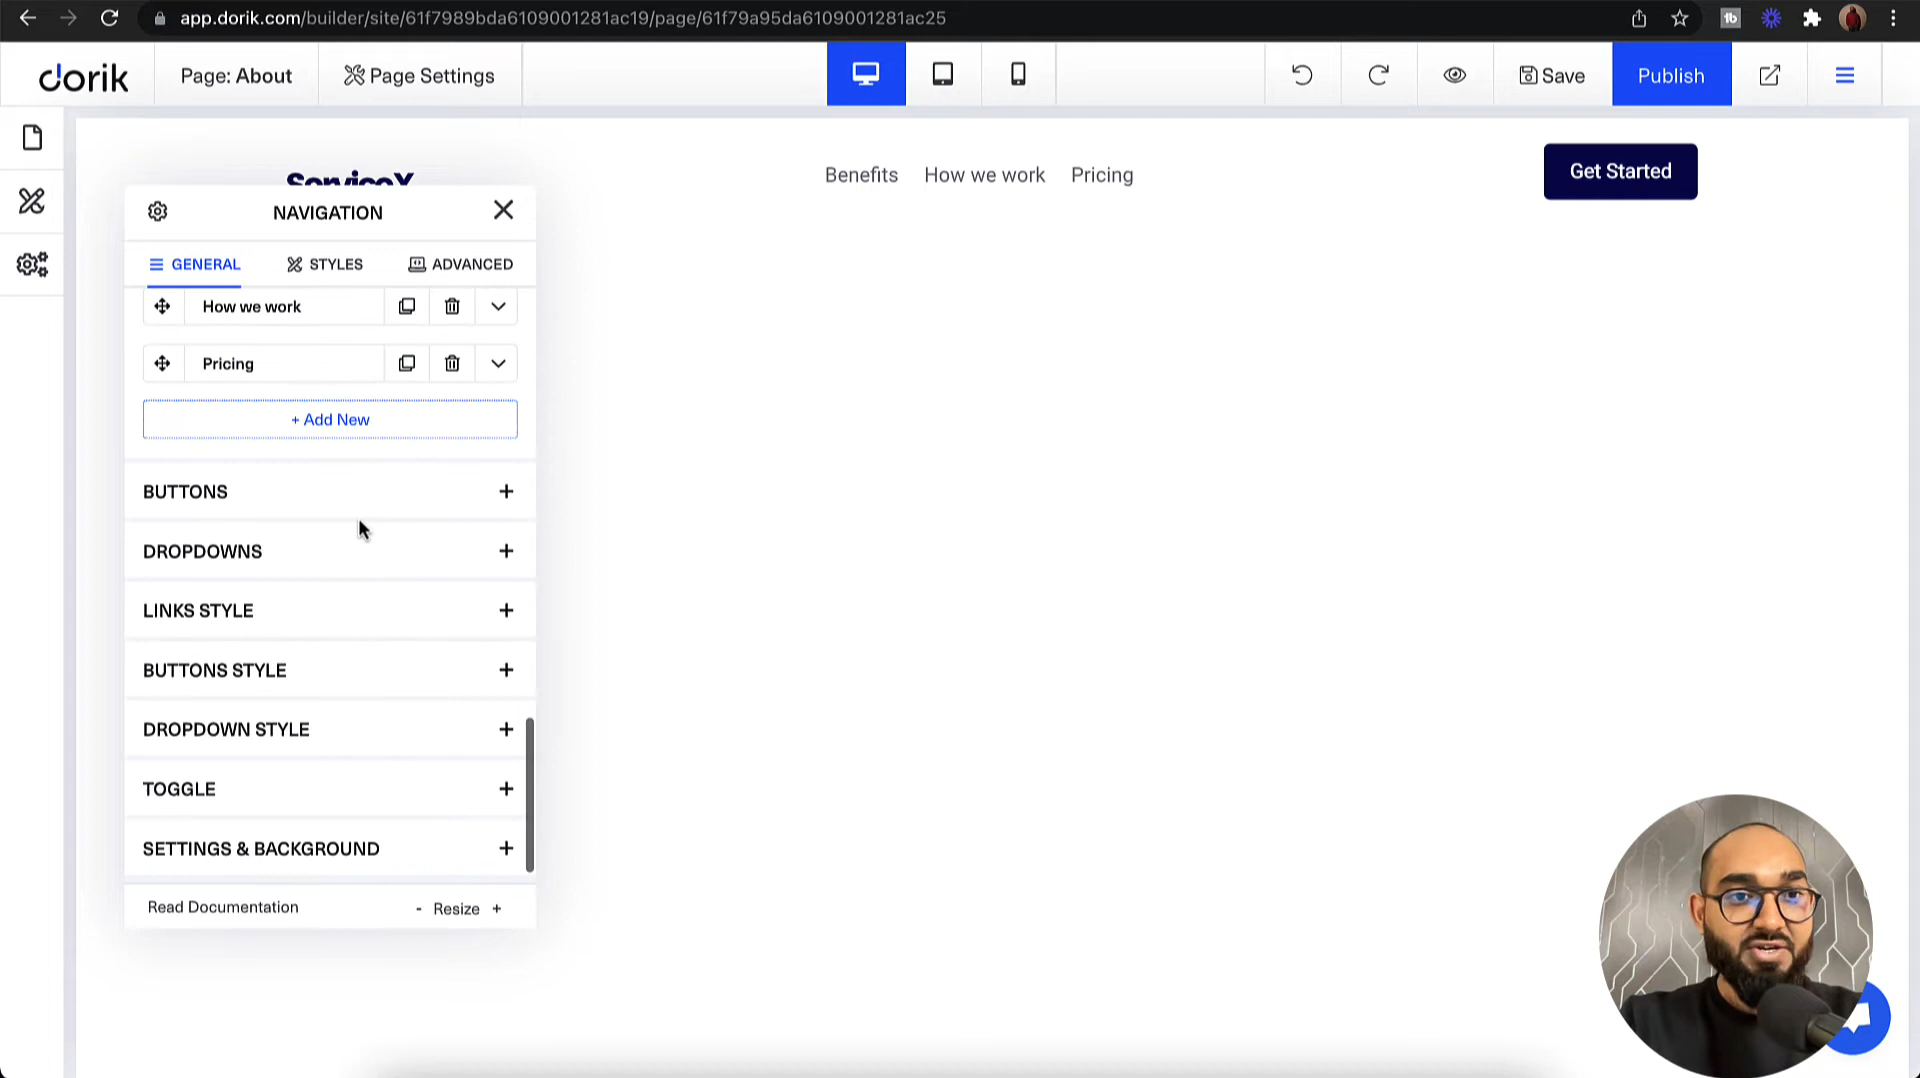 app.dorik.com/builder/site/61f7989bda6109001281ac19/page/61f79a95da6109001281ac25
dorik
Page: About
Page Settings
Save
Publish
ServiceX
Benefits
How we work
Pricing
Get Started
NAVIGATION
GENERAL
STYLES
ADVANCED
How we work
Pricing
+ Add New
BUTTONS
DROPDOWNS
LINKS STYLE
BUTTONS STYLE
DROPDOWN STYLE
TOGGLE
SETTINGS & BACKGROUND
Read Documentation
- Resize +